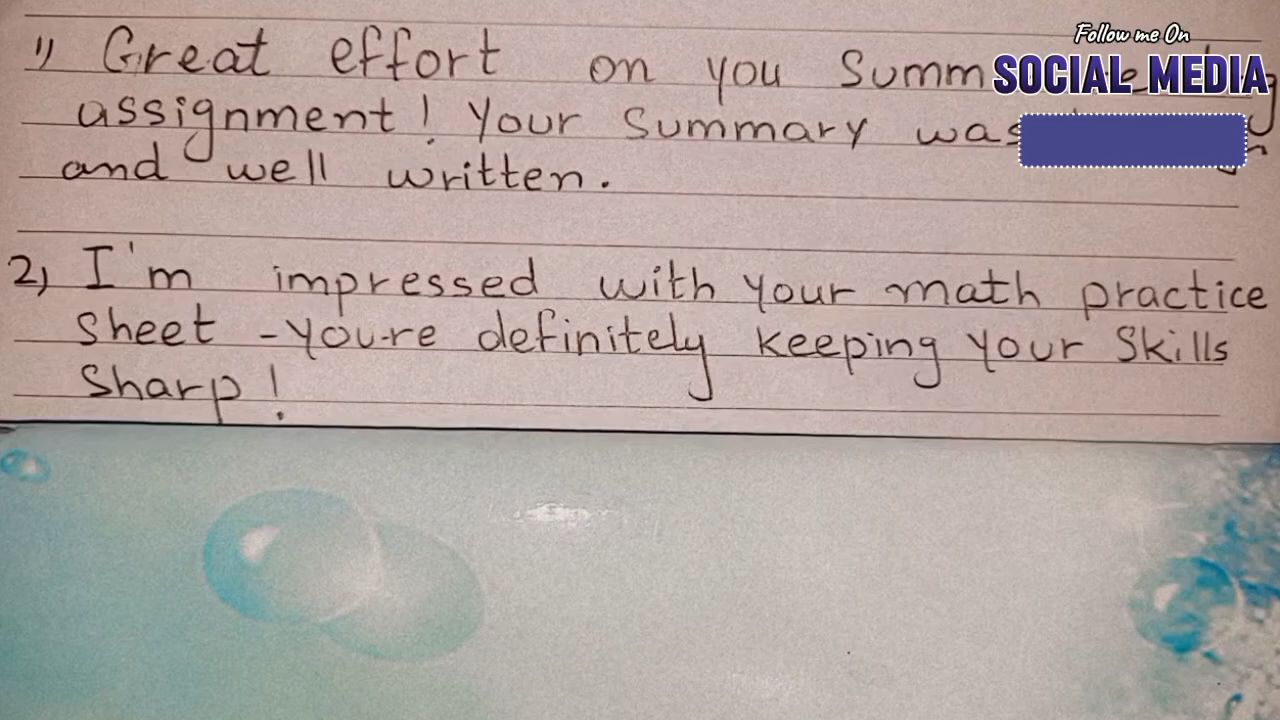 1) Great effort on you Summ
assignment! Your Summary was
and well written.
2) I'm impressed with your math practice
Sheet - you're definitely keeping your Skills
Sharp!
Follow me On
SOCIAL MEDIA